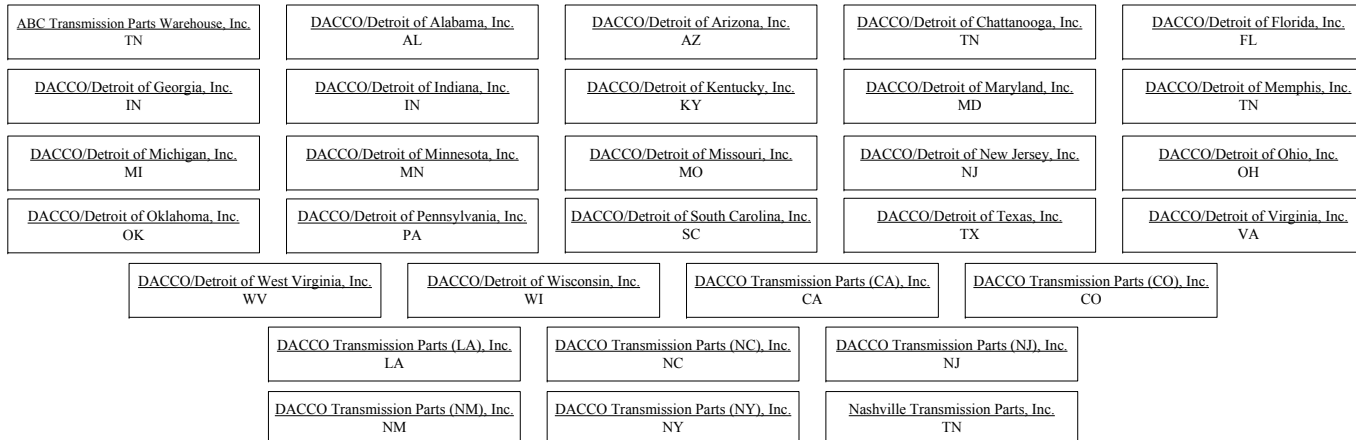 ABC Transmission Parts Warehouse, Inc.
TN
DACCO/Detroit of Alabama, Inc.
AL
DACCO/Detroit of Arizona, Inc.
AZ
DACCO/Detroit of Chattanooga, Inc.
TN
DACCO/Detroit of Florida, Inc.
FL
DACCO/Detroit of Georgia, Inc.
IN
DACCO/Detroit of Indiana, Inc.
IN
DACCO/Detroit of Kentucky, Inc.
KY
DACCO/Detroit of Maryland, Inc.
MD
DACCO/Detroit of Memphis, Inc.
TN
DACCO/Detroit of Michigan, Inc.
MI
DACCO/Detroit of Minnesota, Inc.
MN
DACCO/Detroit of Missouri, Inc.
MO
DACCO/Detroit of New Jersey, Inc.
NJ
DACCO/Detroit of Ohio, Inc.
OH
DACCO/Detroit of Oklahoma, Inc.
OK
DACCO/Detroit of Pennsylvania, Inc.
PA
DACCO/Detroit of South Carolina, Inc.
SC
DACCO/Detroit of Texas, Inc.
TX
DACCO/Detroit of Virginia, Inc.
VA
DACCO/Detroit of West Virginia, Inc.
WV
DACCO/Detroit of Wisconsin, Inc.
WI
DACCO Transmission Parts (CA), Inc.
CA
DACCO Transmission Parts (CO), Inc.
CO
DACCO Transmission Parts (LA), Inc.
LA
DACCO Transmission Parts (NC), Inc.
NC
DACCO Transmission Parts (NJ), Inc.
NJ
DACCO Transmission Parts (NM), Inc.
NM
DACCO Transmission Parts (NY), Inc.
NY
Nashville Transmission Parts, Inc.
TN